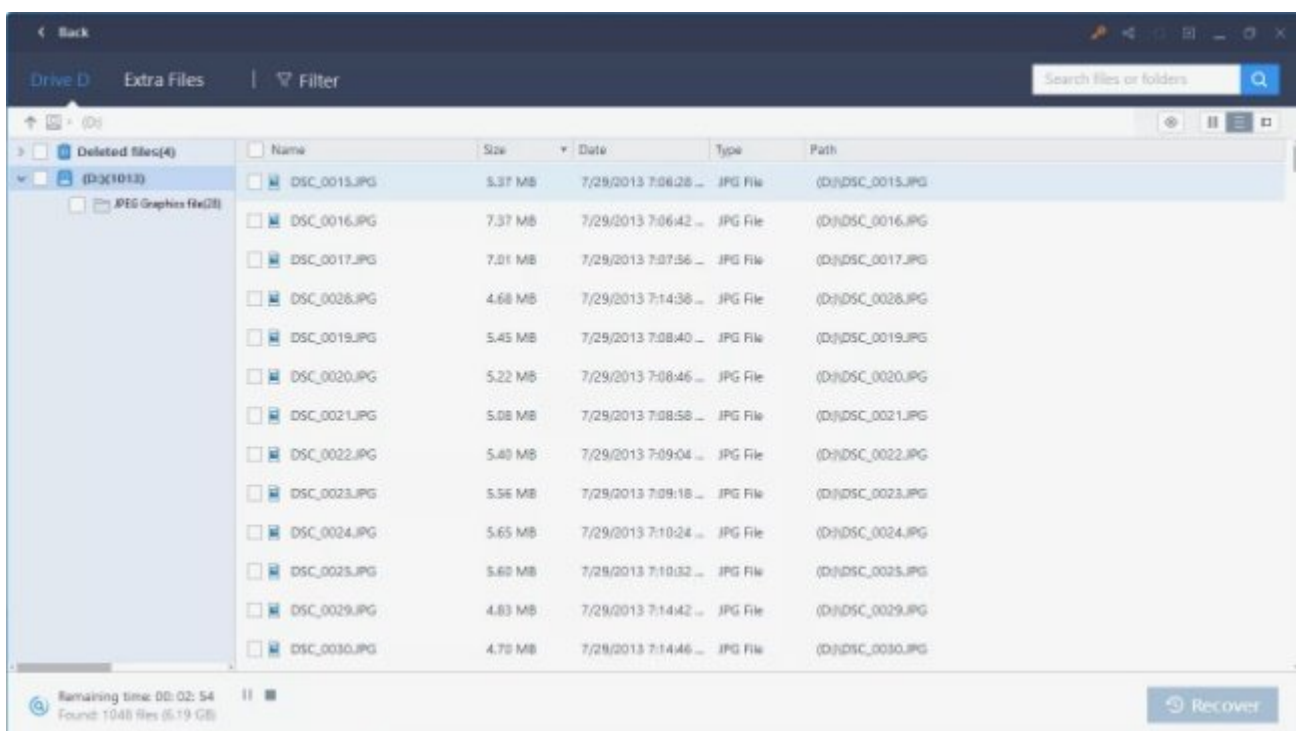 Back
Drive D Extra Files Filter Search files or folders
(D:)
Deleted files(4)
(D:)(1013)
JPEG Graphics file(28)
Name Size Date Type Path
DSC_0015.JPG 5.37 MB 7/29/2013 7:06:28 ... JPG File (D:)\DSC_0015.JPG
DSC_0016.JPG 7.37 MB 7/29/2013 7:06:42 ... JPG File (D:)\DSC_0016.JPG
DSC_0017.JPG 7.01 MB 7/29/2013 7:07:56 ... JPG File (D:)\DSC_0017.JPG
DSC_0028.JPG 4.68 MB 7/29/2013 7:14:38 ... JPG File (D:)\DSC_0028.JPG
DSC_0019.JPG 5.45 MB 7/29/2013 7:08:40 ... JPG File (D:)\DSC_0019.JPG
DSC_0020.JPG 5.22 MB 7/29/2013 7:08:46 ... JPG File (D:)\DSC_0020.JPG
DSC_0021.JPG 5.08 MB 7/29/2013 7:08:58 ... JPG File (D:)\DSC_0021.JPG
DSC_0022.JPG 5.40 MB 7/29/2013 7:09:04 ... JPG File (D:)\DSC_0022.JPG
DSC_0023.JPG 5.56 MB 7/29/2013 7:09:18 ... JPG File (D:)\DSC_0023.JPG
DSC_0024.JPG 5.65 MB 7/29/2013 7:10:24 ... JPG File (D:)\DSC_0024.JPG
DSC_0025.JPG 5.60 MB 7/29/2013 7:10:32 ... JPG File (D:)\DSC_0025.JPG
DSC_0029.JPG 4.83 MB 7/29/2013 7:14:42 ... JPG File (D:)\DSC_0029.JPG
DSC_0030.JPG 4.70 MB 7/29/2013 7:14:46 ... JPG File (D:)\DSC_0030.JPG
Remaining time: 00: 02: 54
Found: 1048 files (6.19 GB)
Recover